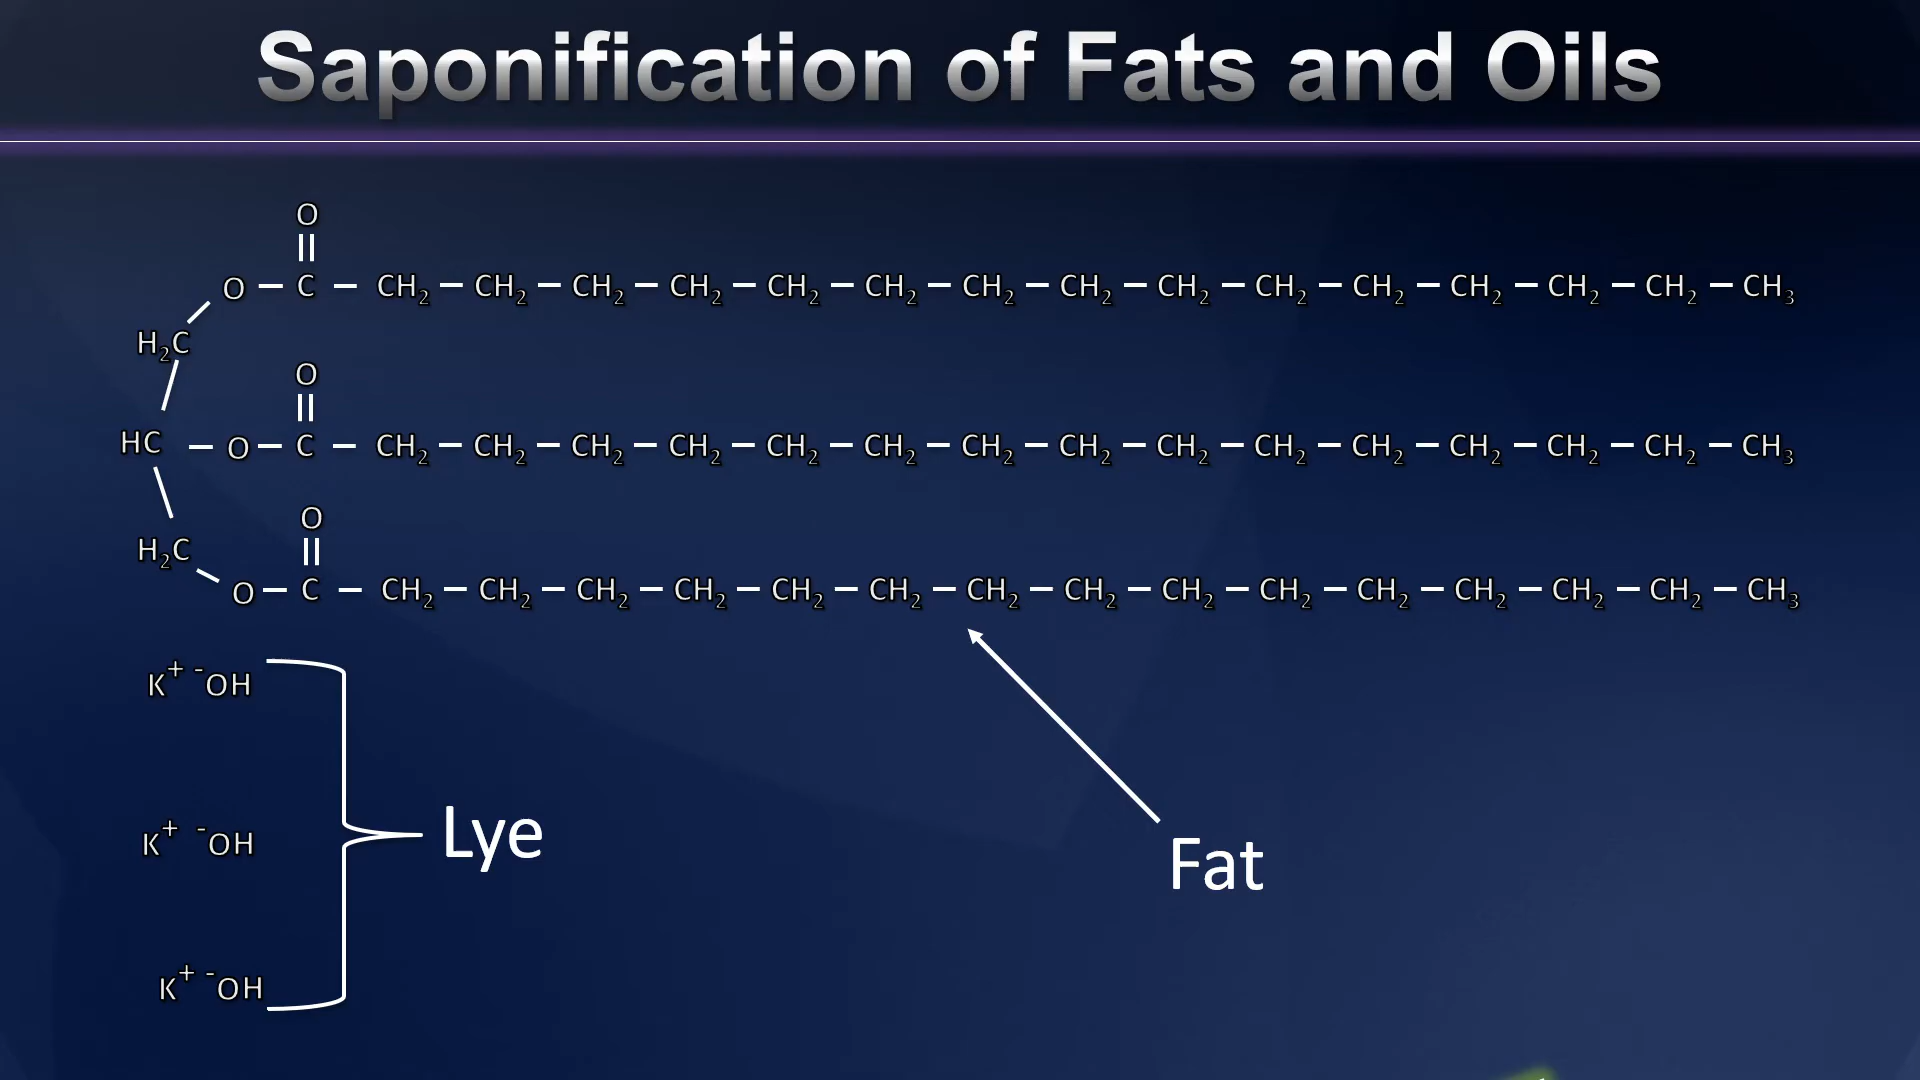 Saponification of Fats and Oils
O
O – C – CH₂ – CH₂ – CH₂ – CH₂ – CH₂ – CH₂ – CH₂ – CH₂ – CH₂ – CH₂ – CH₂ – CH₂ – CH₂ – CH₂ – CH₃
H₂C
O
HC – O – C – CH₂ – CH₂ – CH₂ – CH₂ – CH₂ – CH₂ – CH₂ – CH₂ – CH₂ – CH₂ – CH₂ – CH₂ – CH₂ – CH₂ – CH₃
O
H₂C
O – C – CH₂ – CH₂ – CH₂ – CH₂ – CH₂ – CH₂ – CH₂ – CH₂ – CH₂ – CH₂ – CH₂ – CH₂ – CH₂ – CH₂ – CH₃
K⁺ ⁻OH
Lye
K⁺ ⁻OH
Fat
K⁺ ⁻OH